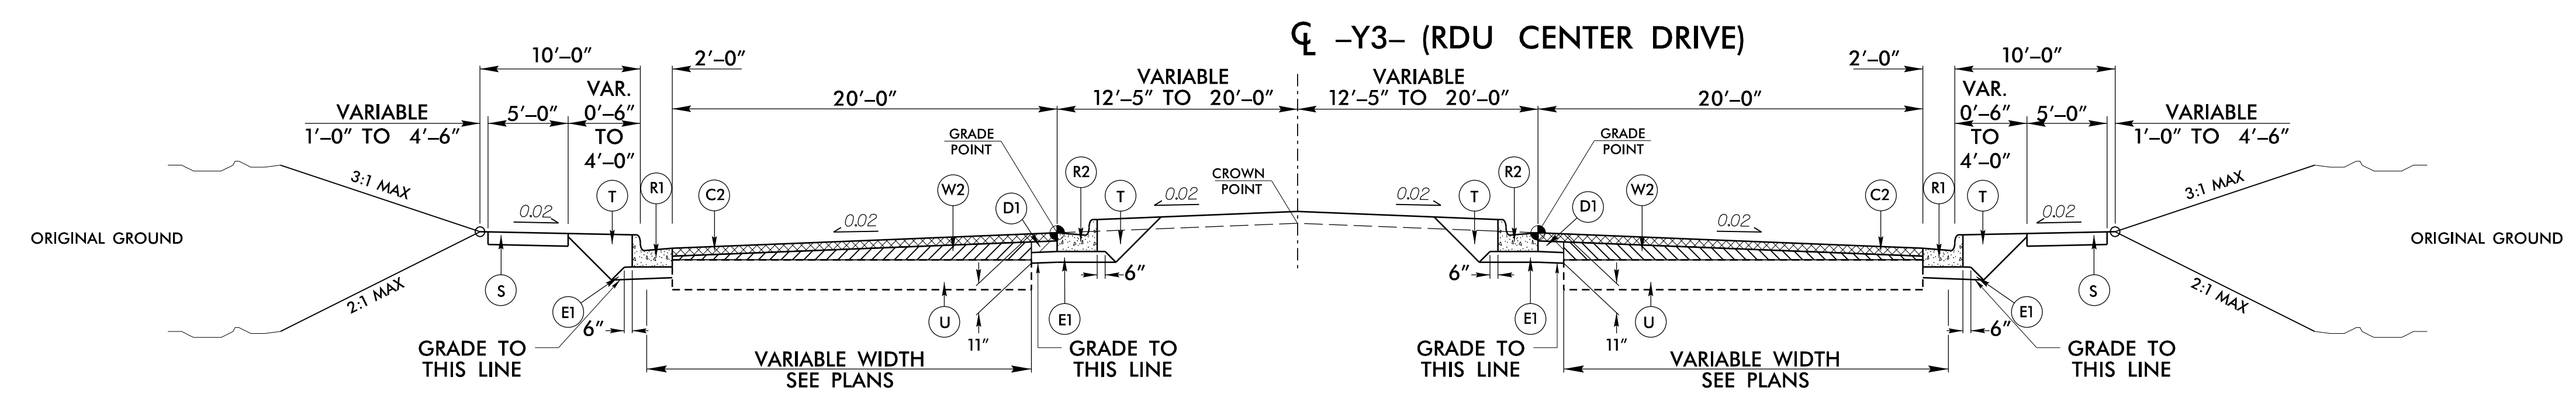 ℄ –Y3– (RDU CENTER DRIVE)
10'–0"
2'–0"
VARIABLE
12'–5" TO 20'–0"
VARIABLE
12'–5" TO 20'–0"
2'–0"
10'–0"
VARIABLE
1'–0" TO 4'–6"
5'–0"
VAR.
0'–6"
TO
4'–0"
20'–0"
20'–0"
VAR.
0'–6"
TO
4'–0"
5'–0"
VARIABLE
1'–0" TO 4'–6"
GRADE
POINT
CROWN
POINT
GRADE
POINT
3:1 MAX
0.02
T
R1
C2
0.02
W2
D1
R2
T
0.02
0.02
T
R2
D1
W2
0.02
C2
R1
T
0.02
3:1 MAX
ORIGINAL GROUND
ORIGINAL GROUND
2:1 MAX
S
E1
6"
U
11"
E1
6"
6"
E1
11"
U
6"
E1
S
2:1 MAX
GRADE TO
THIS LINE
VARIABLE WIDTH
SEE PLANS
GRADE TO
THIS LINE
GRADE TO
THIS LINE
VARIABLE WIDTH
SEE PLANS
GRADE TO
THIS LINE